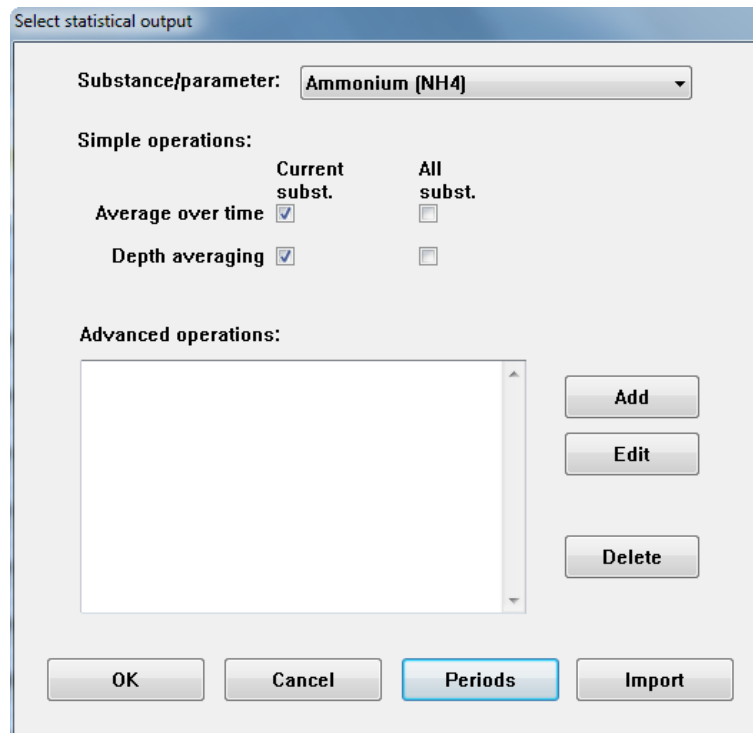 Select statistical output
Substance/parameter: Ammonium (NH4)
Simple operations:
Current All
subst. subst.
Average over time
Depth averaging
Advanced operations:
Add
Edit
Delete
OK Cancel Periods Import